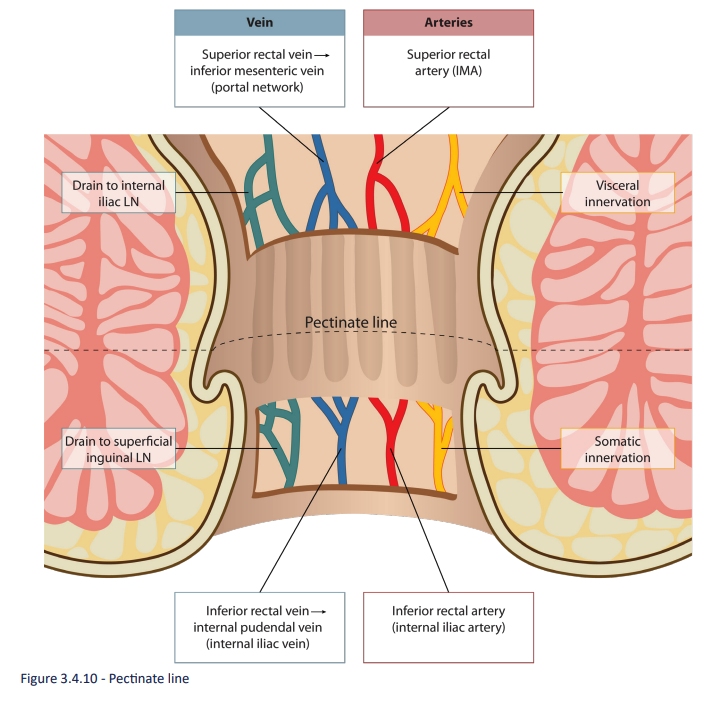 Vein
Arteries
Superior rectal vein→
inferior mesenteric vein
(portal network)
Superior rectal
artery (IMA)
Drain to internal
iliac LN
Visceral
innervation
Pectinate line
Drain to superficial
inguinal LN
Somatic
innervation
Inferior rectal vein→
internal pudendal vein
(internal iliac vein)
Inferior rectal artery
(internal iliac artery)
Figure 3.4.10 - Pectinate line